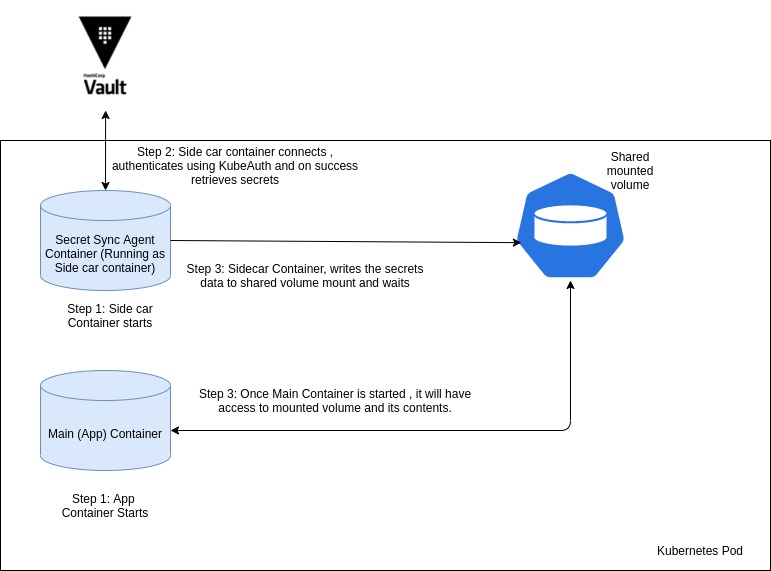 HashiCorp
Vault
Step 2: Side car container connects ,
authenticates using KubeAuth and on success
retrieves secrets
Shared
mounted
volume
Secret Sync Agent
Container (Running as
Side car container)
Step 3: Sidecar Container, writes the secrets
data to shared volume mount and waits
Step 1: Side car
Container starts
Step 3: Once Main Container is started , it will have
access to mounted volume and its contents.
Main (App) Container
Step 1: App
Container Starts
Kubernetes Pod